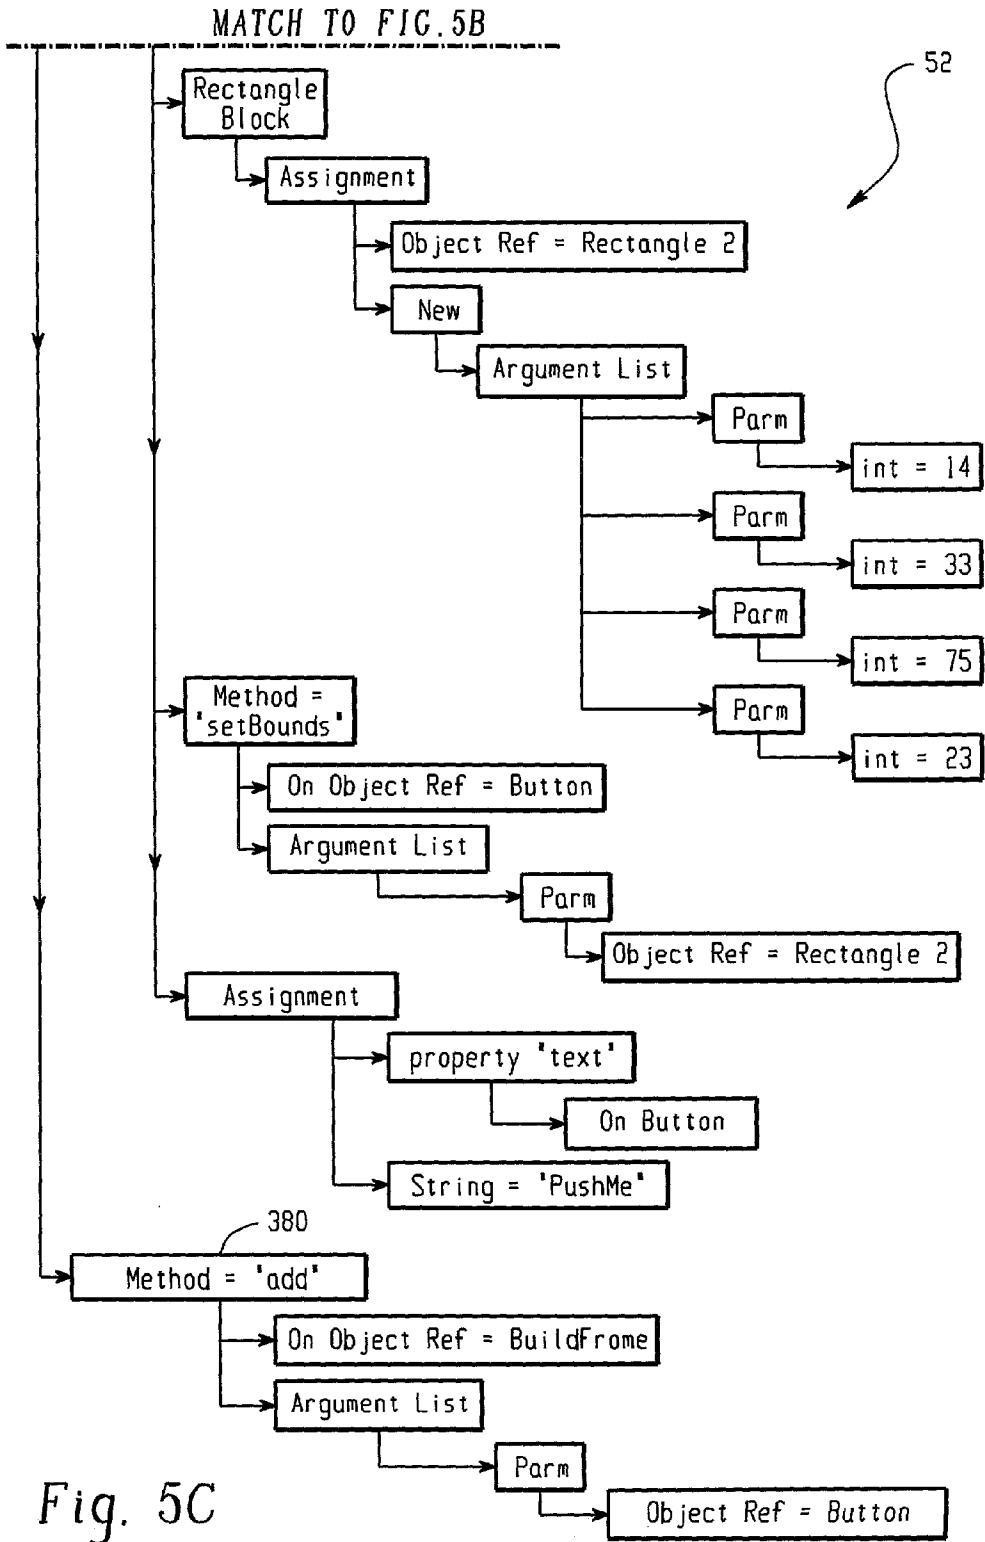 MATCH TO FIG.5B
52
Rectangle
Block
Assignment
Object Ref = Rectangle 2
New
Argument List
Parm
int = 14
Parm
int = 33
Parm
int = 75
Parm
int = 23
Method =
'setBounds'
On Object Ref = Button
Argument List
Parm
Object Ref = Rectangle 2
Assignment
property 'text'
On Button
String = 'PushMe'
380
Method = 'add'
On Object Ref = BuildFrome
Argument List
Parm
Object Ref = Button
Fig. 5C